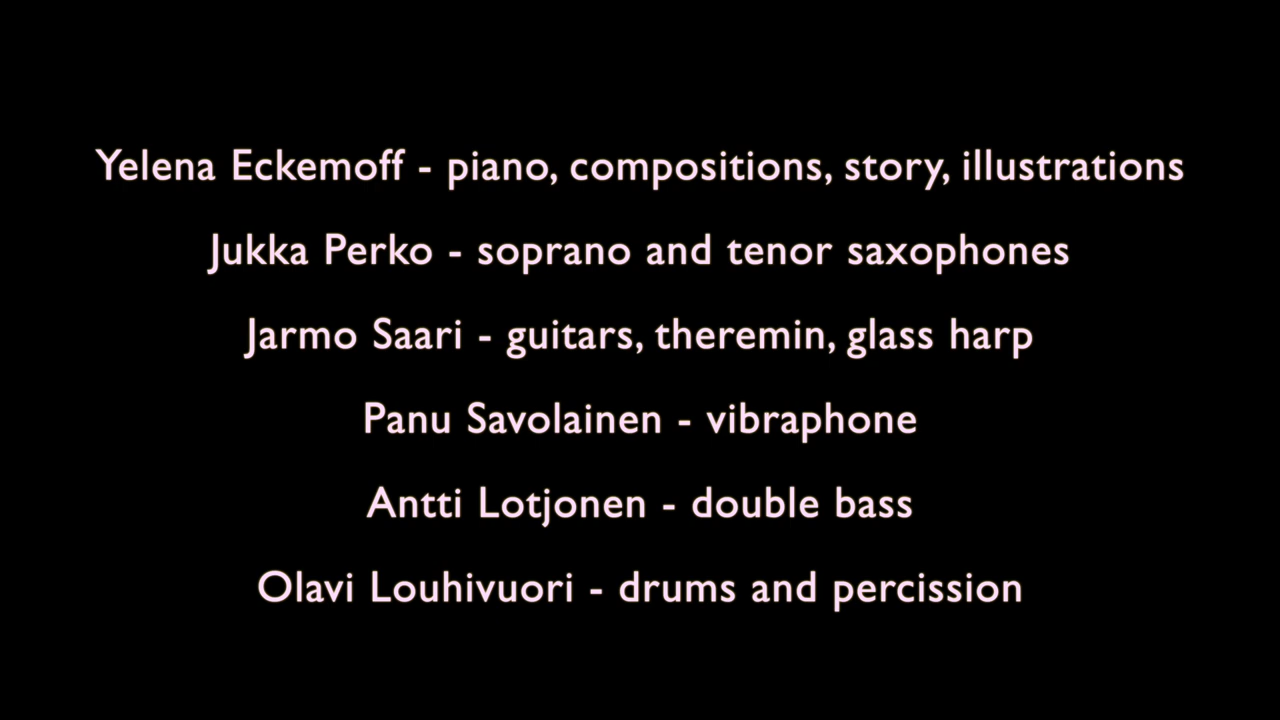 Yelena Eckemoff - piano, compositions, story, illustrations
Jukka Perko - soprano and tenor saxophones
Jarmo Saari - guitars, theremin, glass harp
Panu Savolainen - vibraphone
Antti Lotjonen - double bass
Olavi Louhivuori - drums and percission